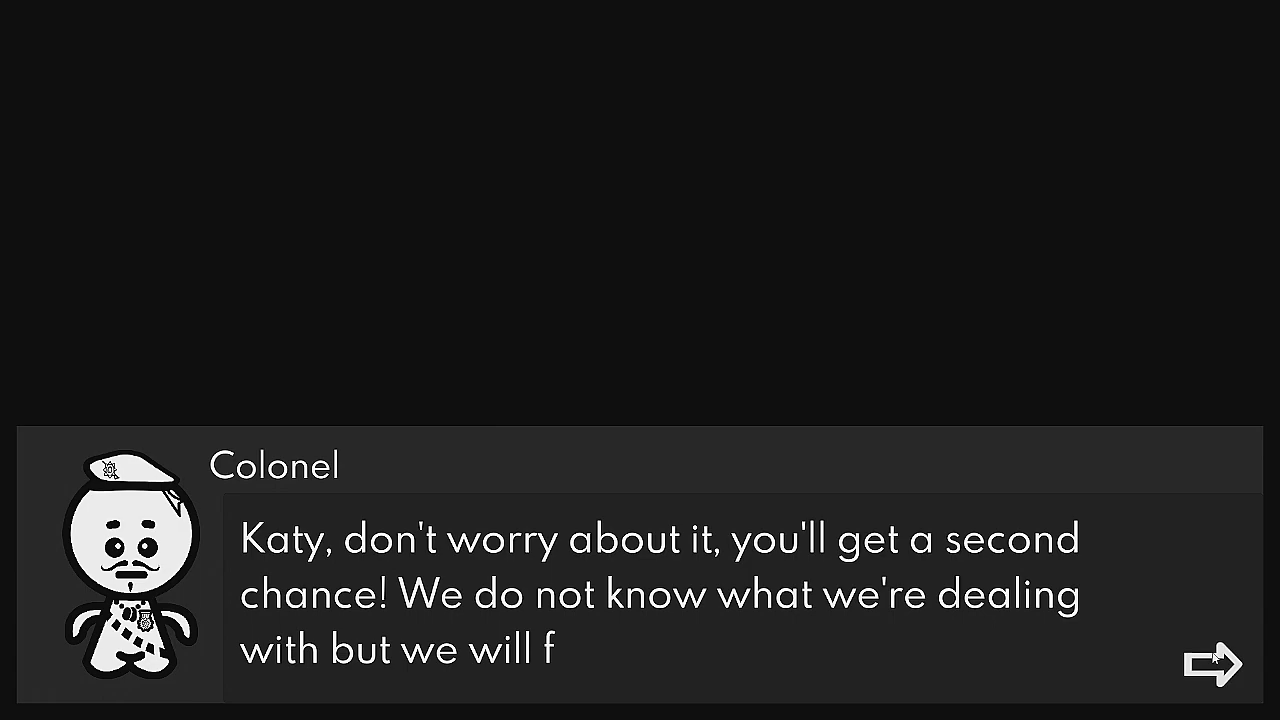 Colonel
Katy, don't worry about it, you'll get a second
chance! We do not know what we're dealing
with but we will f